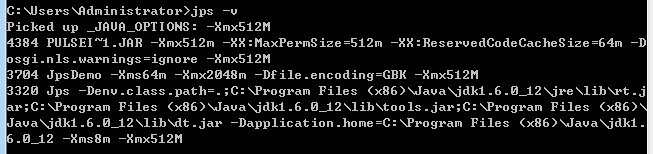 C:\Users\Administrator>jps -v
Picked up _JAVA_OPTIONS: -Xmx512M
4384 PULSEI~1.JAR -Xmx512m -XX:MaxPermSize=512m -XX:ReservedCodeCacheSize=64m -D
osgi.nls.warnings=ignore -Xmx512M
3704 JpsDemo -Xms64m -Xmx2048m -Dfile.encoding=GBK -Xmx512M
3320 Jps -Denv.class.path=.;C:\Program Files (x86)\Java\jdk1.6.0_12\jre\lib\rt.j
ar;C:\Program Files (x86)\Java\jdk1.6.0_12\lib\tools.jar;C:\Program Files (x86)\
Java\jdk1.6.0_12\lib\dt.jar -Dapplication.home=C:\Program Files (x86)\Java\jdk1.
6.0_12 -Xms8m -Xmx512M